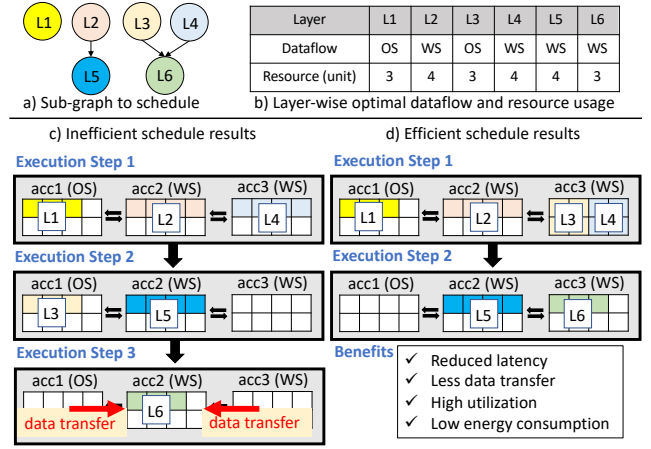 L1 L2 L3 L4
L5 L6
a) Sub-graph to schedule
Layer L1 L2 L3 L4 L5 L6
Dataflow OS WS OS WS WS WS
Resource (unit) 3 4 3 4 4 3
b) Layer-wise optimal dataflow and resource usage
c) Inefficient schedule results
Execution Step 1
acc1 (OS) acc2 (WS) acc3 (WS)
L1 L2 L4
Execution Step 2
acc1 (OS) acc2 (WS) acc3 (WS)
L3 L5
Execution Step 3
acc1 (OS) acc2 (WS) acc3 (WS)
L6
data transfer data transfer
d) Efficient schedule results
Execution Step 1
acc1 (OS) acc2 (WS) acc3 (WS)
L1 L2 L3 L4
Execution Step 2
acc1 (OS) acc2 (WS) acc3 (WS)
L5 L6
Benefits
✓ Reduced latency
✓ Less data transfer
✓ High utilization
✓ Low energy consumption